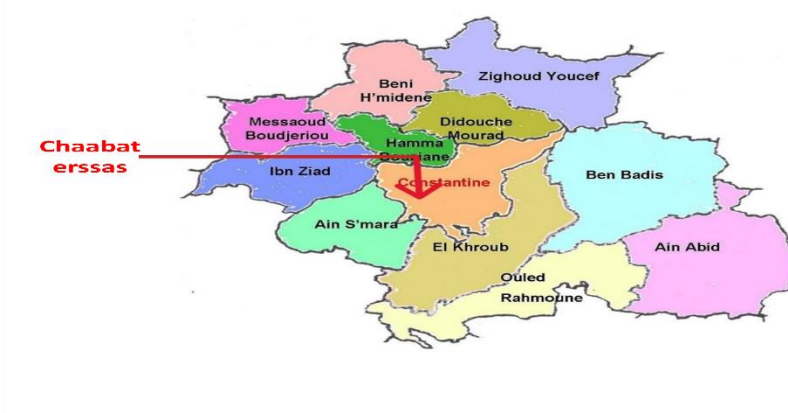 Zighoud Youcef
Beni
H'midene
Messaoud
Boudjeriou
Didouche
Mourad
Hamma
Bouziane
Chaabat
erssas
Ibn Ziad
Constantine
Ben Badis
Ain S'mara
El Khroub
Ain Abid
Ouled
Rahmoune